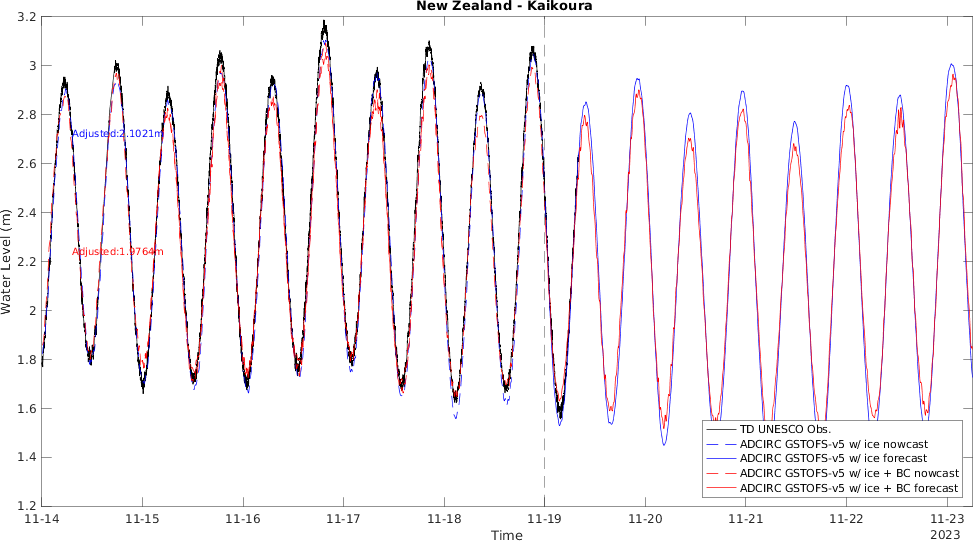 New Zealand - Kaikoura
Water Level (m)
3.2
3
2.8
2.6
2.4
2.2
2
1.8
1.6
1.4
1.2
Adjusted:2.1021m
Adjusted:1.9764m
TD UNESCO Obs.
ADCIRC GSTOFS-v5 w/ ice nowcast
ADCIRC GSTOFS-v5 w/ ice forecast
ADCIRC GSTOFS-v5 w/ ice + BC nowcast
ADCIRC GSTOFS-v5 w/ ice + BC forecast
11-14 11-15 11-16 11-17 11-18 11-19 11-20 11-21 11-22 11-23
2023
Time